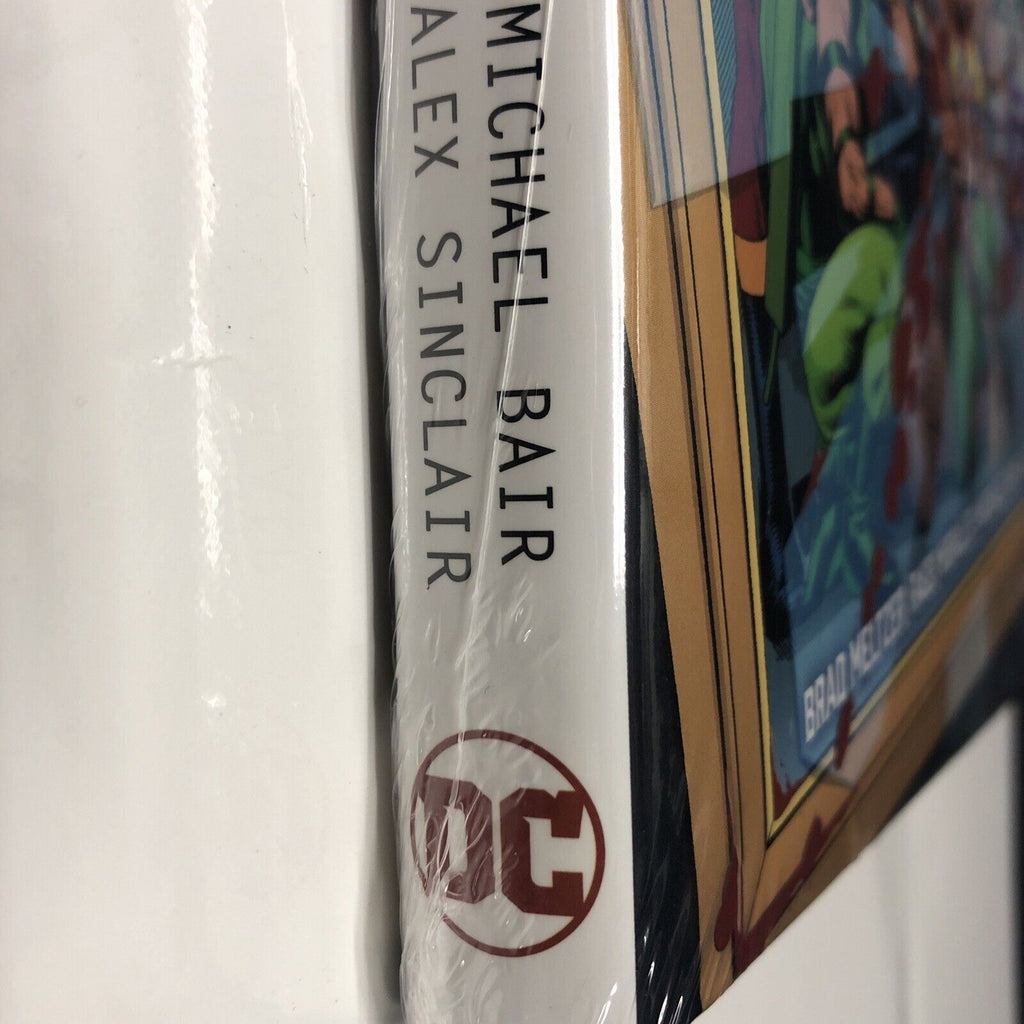 MICHAEL BAIR
ALEX SINCLAIR
DC
BRAD MELTZER